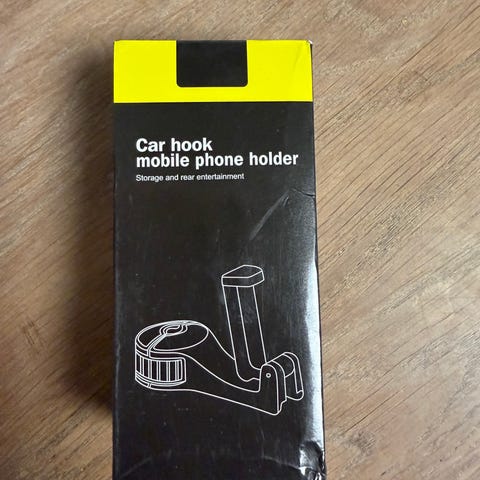 Car hook
mobile phone holder
Storage and rear entertainment